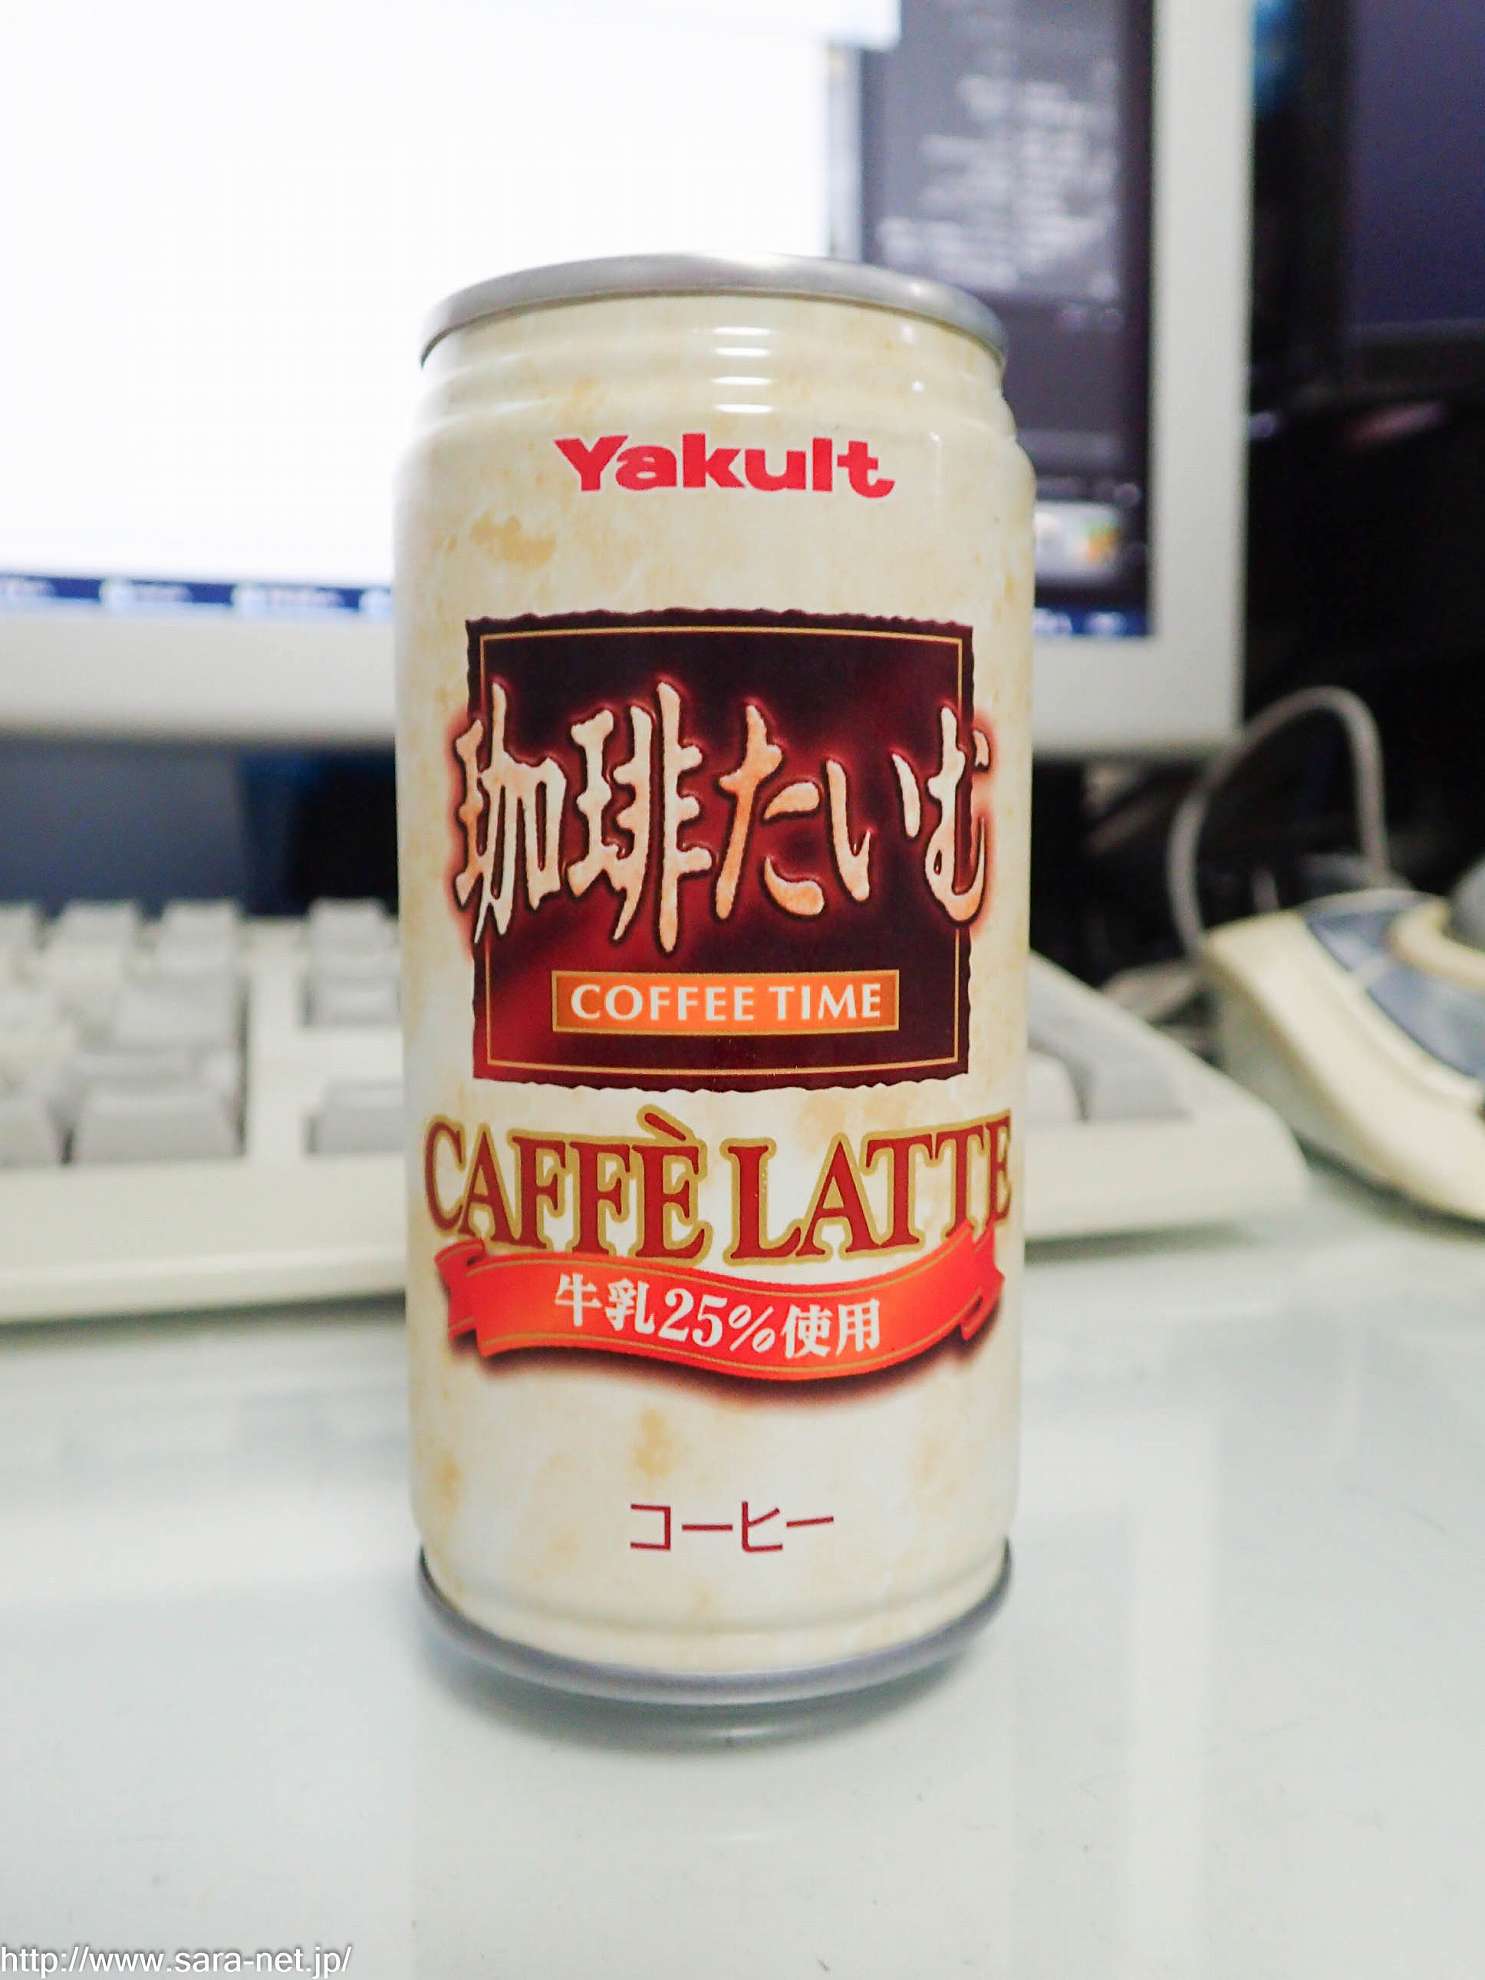 Yakult
珈琲たいむ
COFFEE TIME
CAFFÈ LATTE
牛乳25%使用
コーヒー
http://www.sara-net.jp/